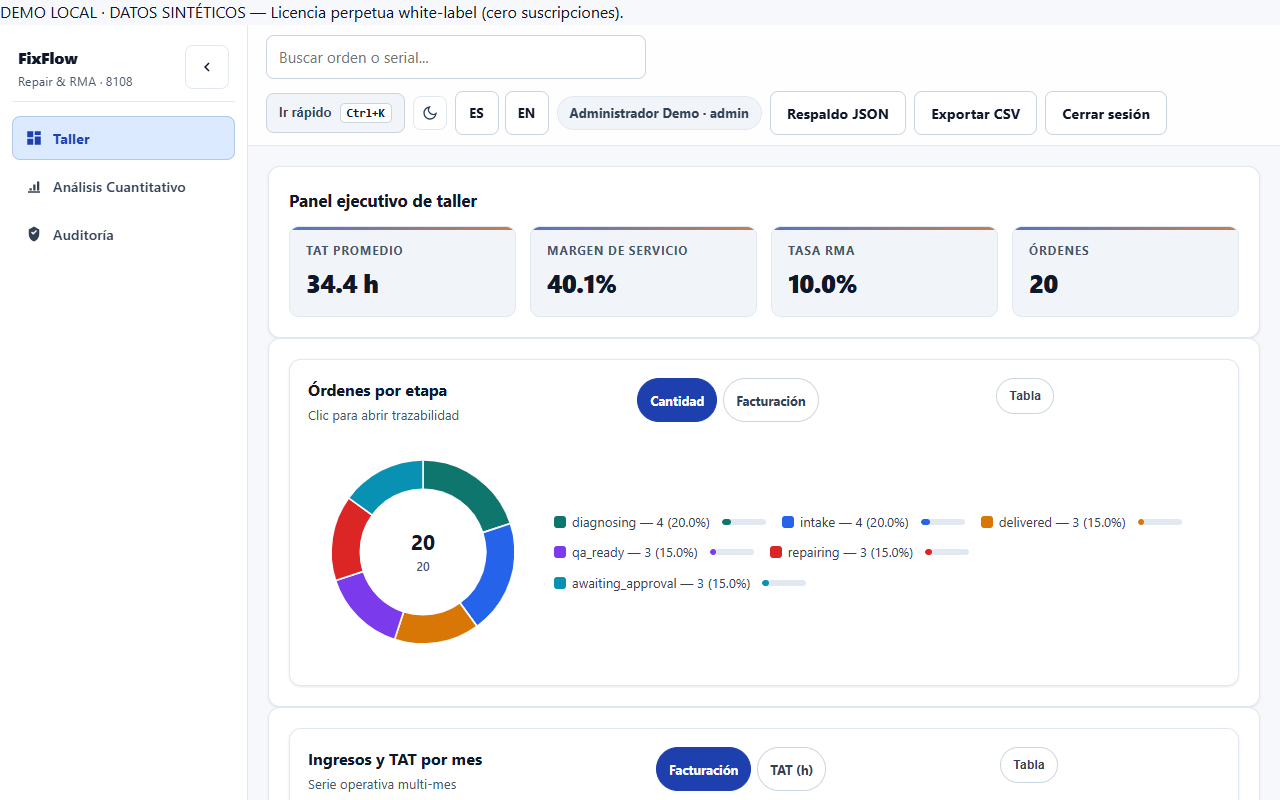 DEMO LOCAL · DATOS SINTÉTICOS — Licencia perpetua white-label (cero suscripciones).
FixFlow
Repair & RMA · 8108
Taller
Análisis Cuantitativo
Auditoría
Buscar orden o serial...
Ir rápido Ctrl+K
ES
EN
Administrador Demo · admin
Respaldo JSON
Exportar CSV
Cerrar sesión
Panel ejecutivo de taller
TAT PROMEDIO
34.4 h
MARGEN DE SERVICIO
40.1%
TASA RMA
10.0%
ÓRDENES
20
Órdenes por etapa
Clic para abrir trazabilidad
Cantidad
Facturación
Tabla
20
20
diagnosing — 4 (20.0%)
intake — 4 (20.0%)
delivered — 3 (15.0%)
qa_ready — 3 (15.0%)
repairing — 3 (15.0%)
awaiting_approval — 3 (15.0%)
Ingresos y TAT por mes
Serie operativa multi-mes
Facturación
TAT (h)
Tabla